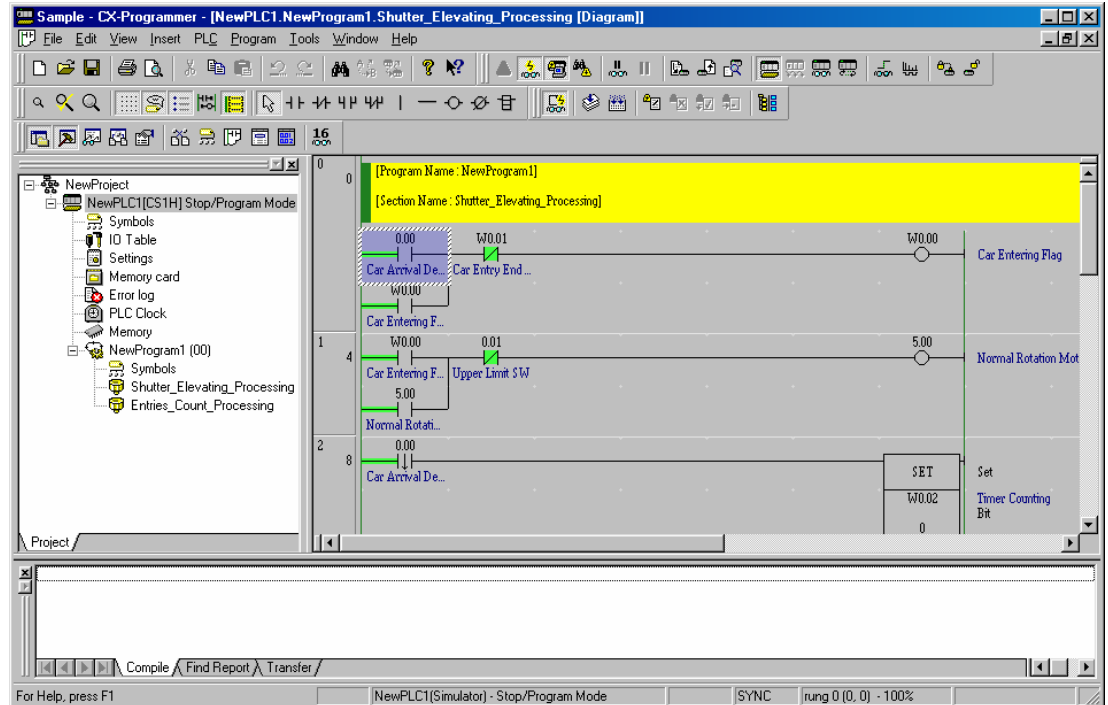 Sample - CX-Programmer - [NewPLC1.NewProgram1.Shutter_Elevating_Processing [Diagram]]
File Edit View Insert PLC Program Tools Window Help
16
NewProject
NewPLC1[CS1H] Stop/Program Mode
Symbols
IO Table
Settings
Memory card
Error log
PLC Clock
Memory
NewProgram1 (00)
Symbols
Shutter_Elevating_Processing
Entries_Count_Processing
Project
0
0
[Program Name : NewProgram1]
[Section Name : Shutter_Elevating_Processing]
0.00 W0.01 W0.00
Car Arrival De... Car Entry End ... Car Entering Flag
W0.00
Car Entering F...
1
4
W0.00 0.01 5.00
Car Entering F... Upper Limit SW Normal Rotation Mot
5.00
Normal Rotati...
2
8
0.00
Car Arrival De...
SET Set
W0.02 Timer Counting
Bit
0
Compile Find Report Transfer
For Help, press F1 NewPLC1(Simulator) - Stop/Program Mode SYNC rung 0 (0, 0) - 100%